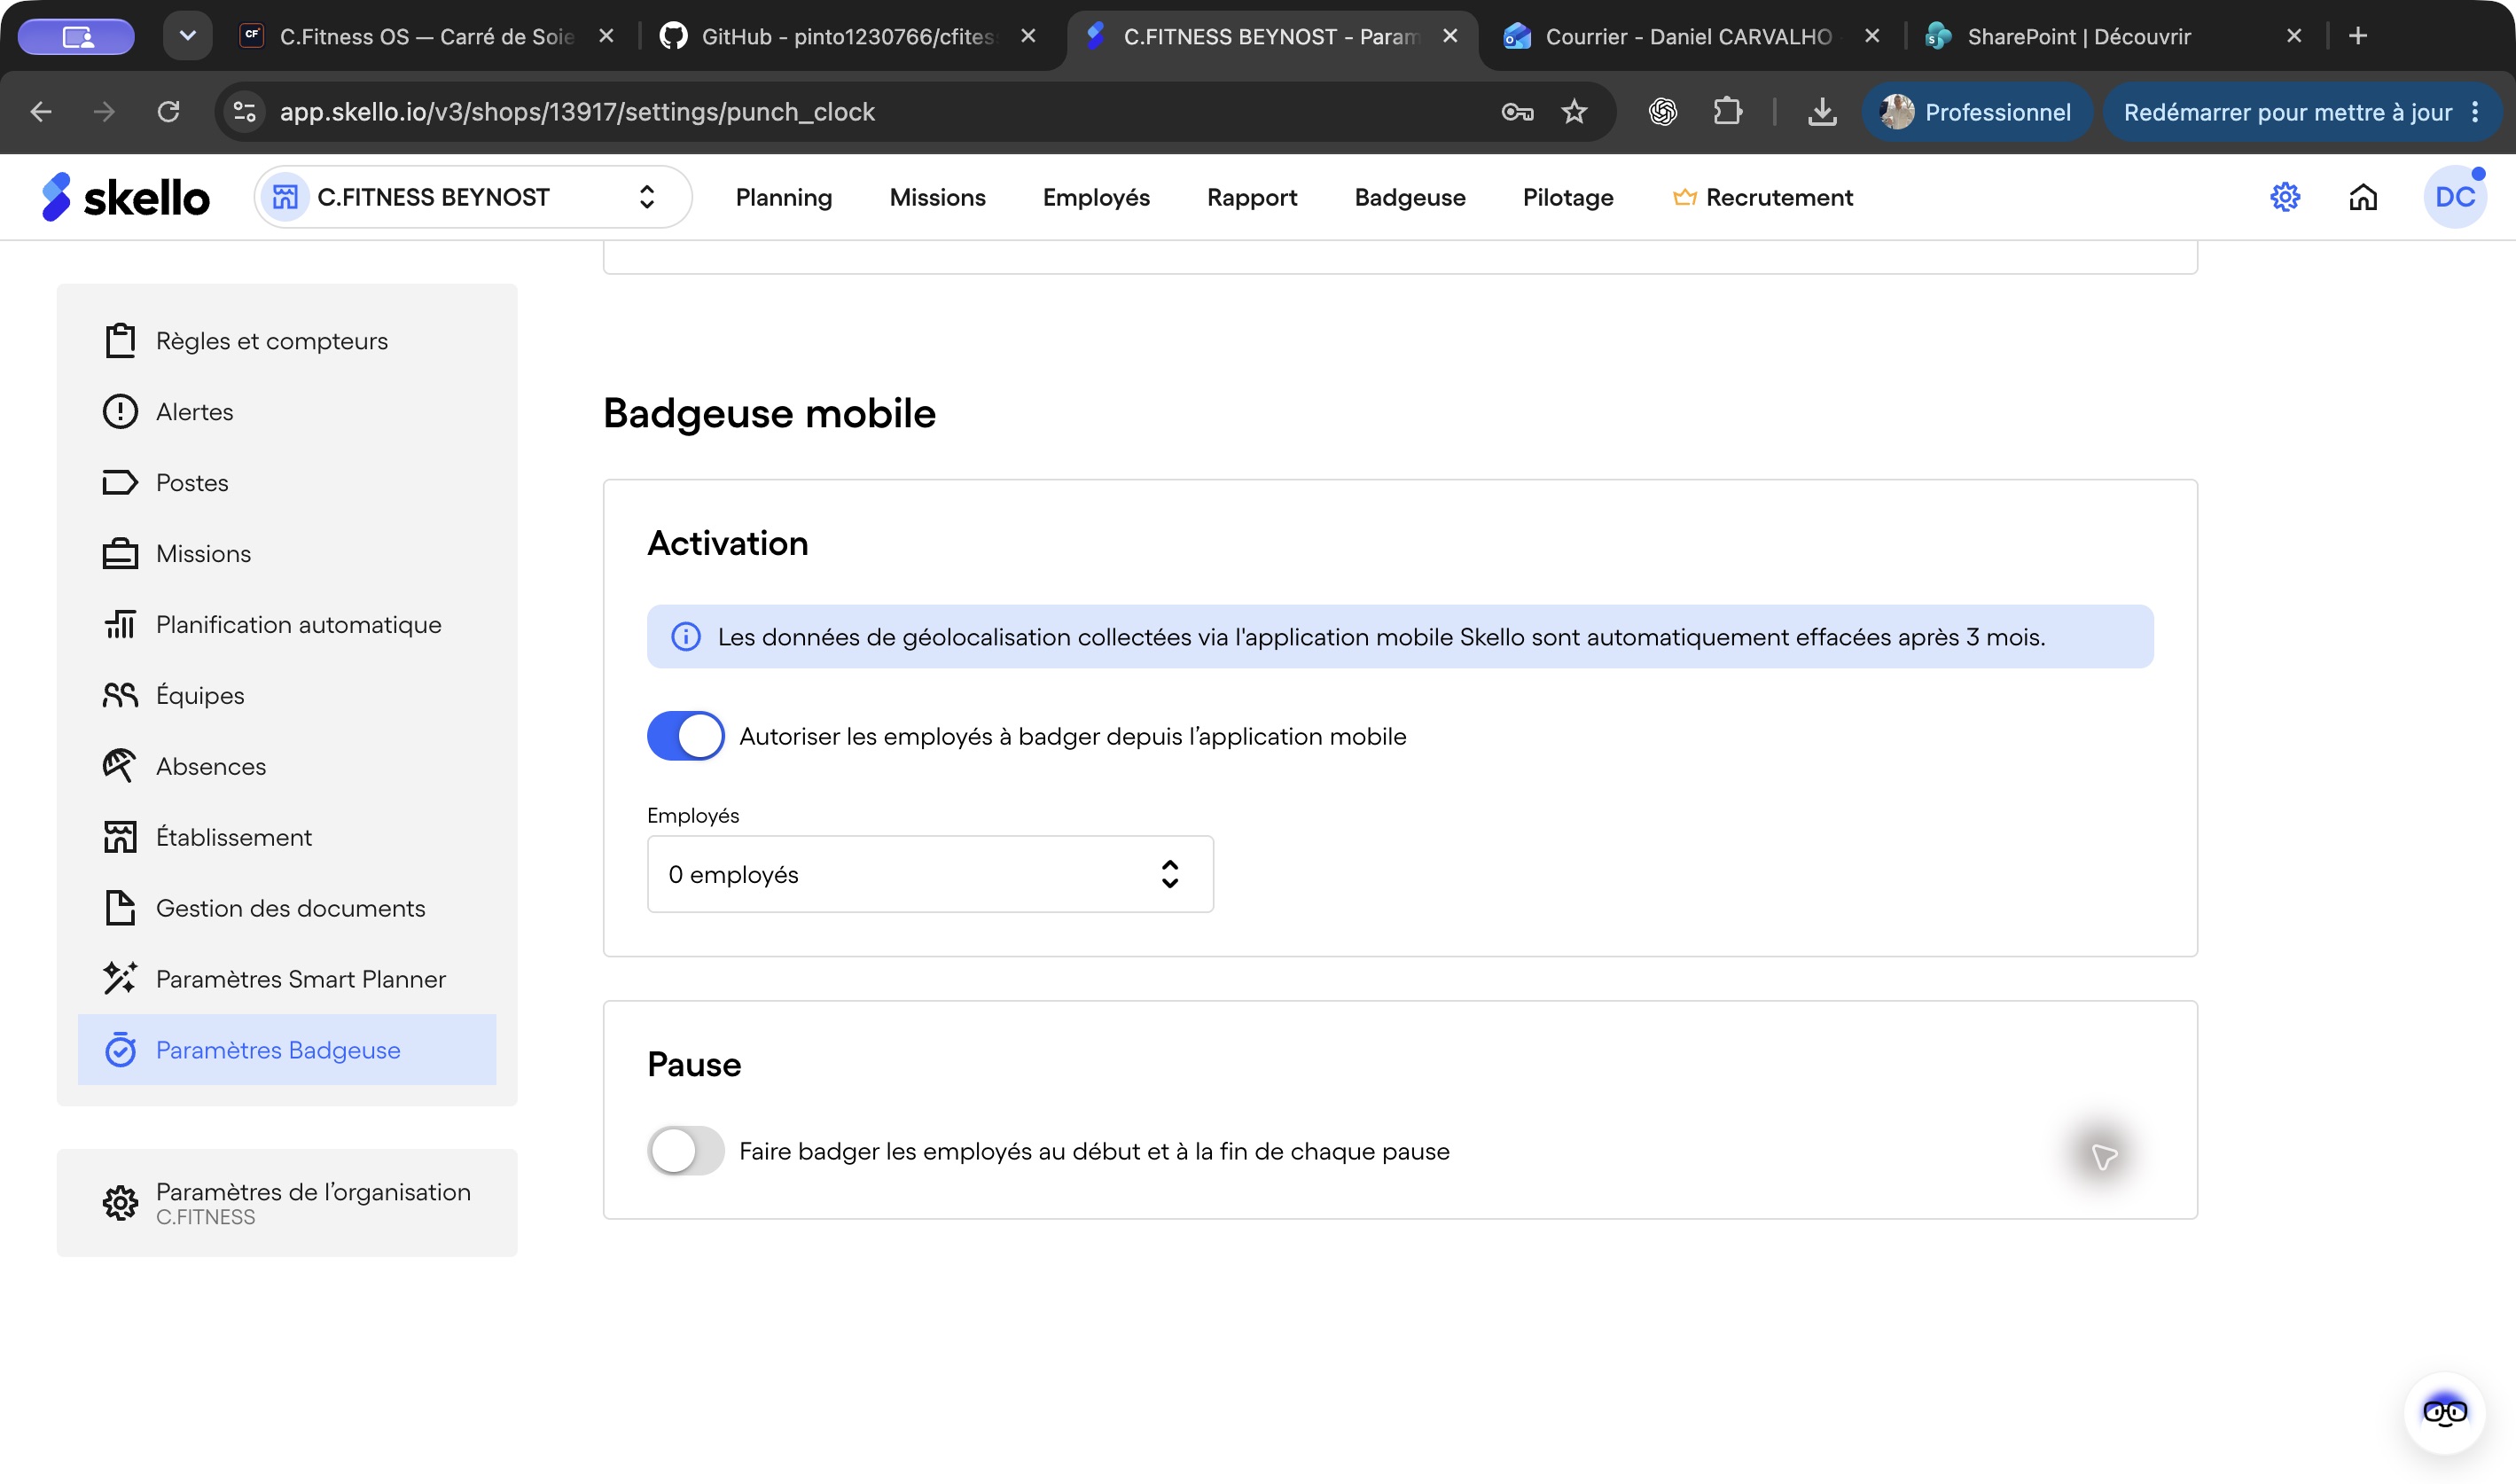 C.Fitness OS — Carré de Soie
GitHub - pinto1230766/cfites
C.FITNESS BEYNOST - Param
Courrier - Daniel CARVALHO
SharePoint | Découvrir
app.skello.io/v3/shops/13917/settings/punch_clock
Professionnel
Redémarrer pour mettre à jour
skello
C.FITNESS BEYNOST
Planning
Missions
Employés
Rapport
Badgeuse
Pilotage
Recrutement
DC
Règles et compteurs
Alertes
Postes
Missions
Planification automatique
Équipes
Absences
Établissement
Gestion des documents
Paramètres Smart Planner
Paramètres Badgeuse
Paramètres de l’organisation
C.FITNESS
Badgeuse mobile
Activation
Les données de géolocalisation collectées via l'application mobile Skello sont automatiquement effacées après 3 mois.
Autoriser les employés à badger depuis l’application mobile
Employés
0 employés
Pause
Faire badger les employés au début et à la fin de chaque pause